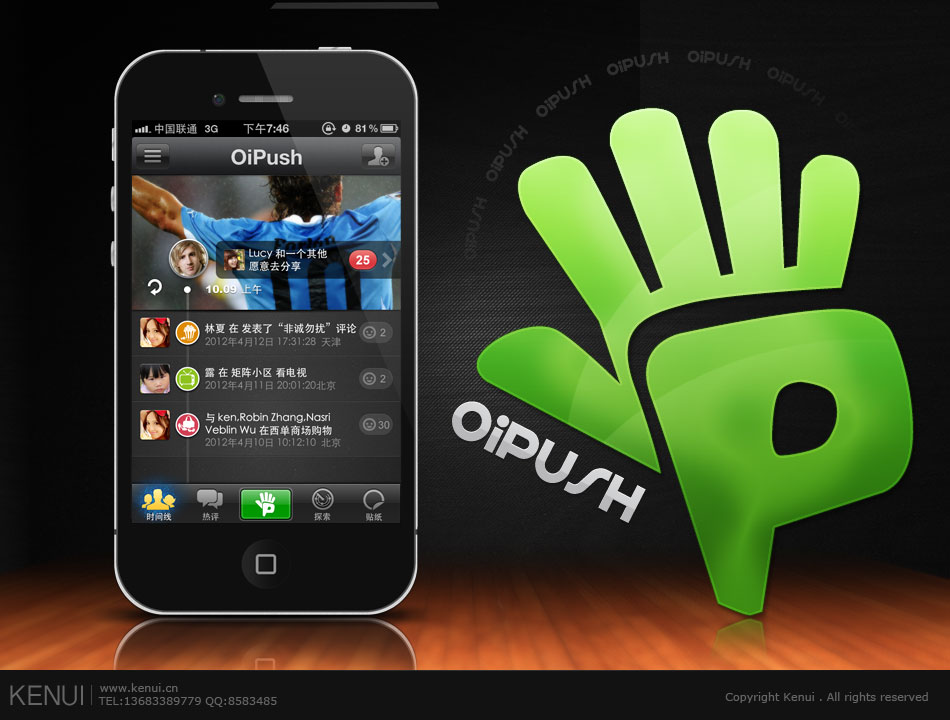 OiPUSH OiPUSH OiPUSH OiPUSH OiPUSH OiPUSH
中国联通 3G 下午7:46 81%
OiPush
Lucy 和一个其他
愿意去分享
25
10.09 上午
林夏 在 发表了“非诚勿扰”评论
2012年4月12日 17:31:28 天津
2
露 在 矩阵小区 看电视
2012年4月11日 20:01:20北京
2
与 ken,Robin Zhang,Nasri
Veblin Wu 在西单商场购物
2012年4月10日 10:12:10 北京
30
时间线 热评 P 探索 贴纸
P
OiPUSH
KENUI
www.kenui.cn
TEL:13683389779 QQ:8583485
Copyright Kenui . All rights reserved